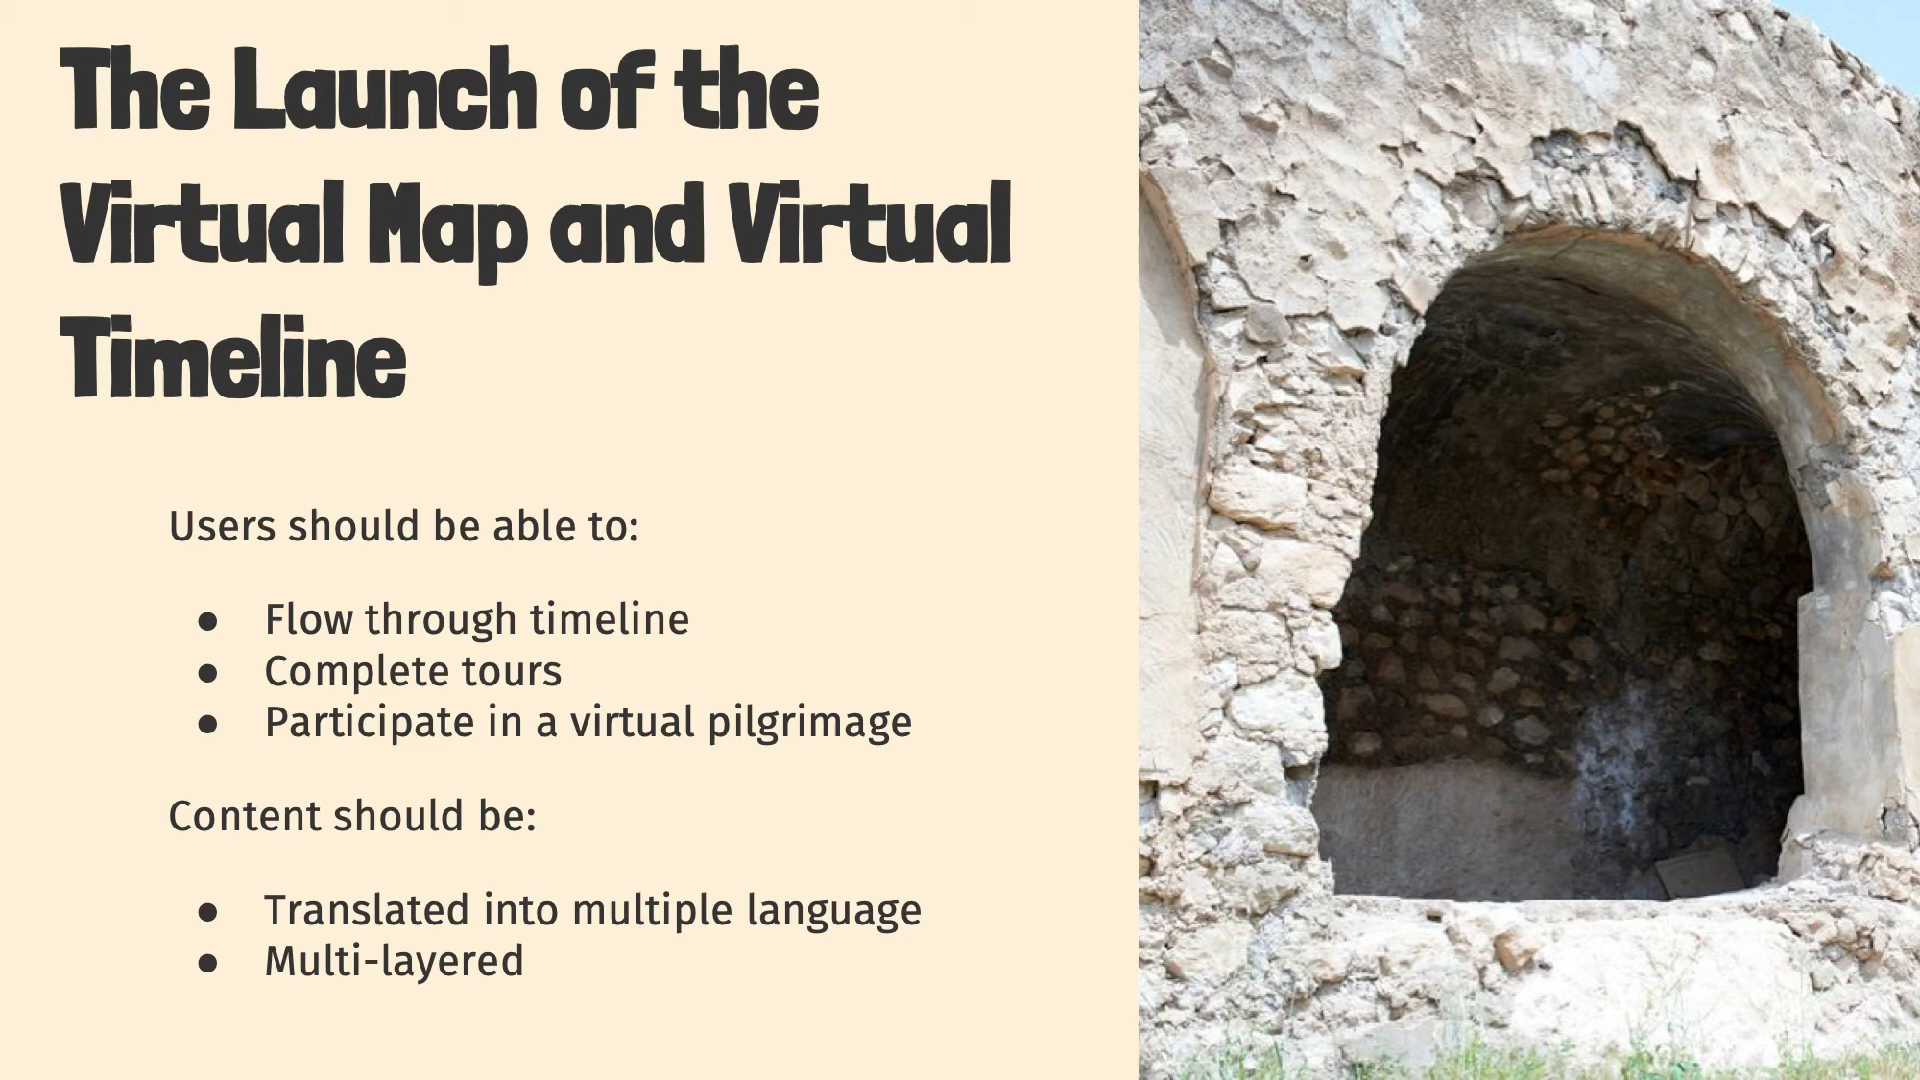 The Launch of the
Virtual Map and Virtual
Timeline
Users should be able to:
● Flow through timeline
● Complete tours
● Participate in a virtual pilgrimage
Content should be:
● Translated into multiple language
● Multi-layered